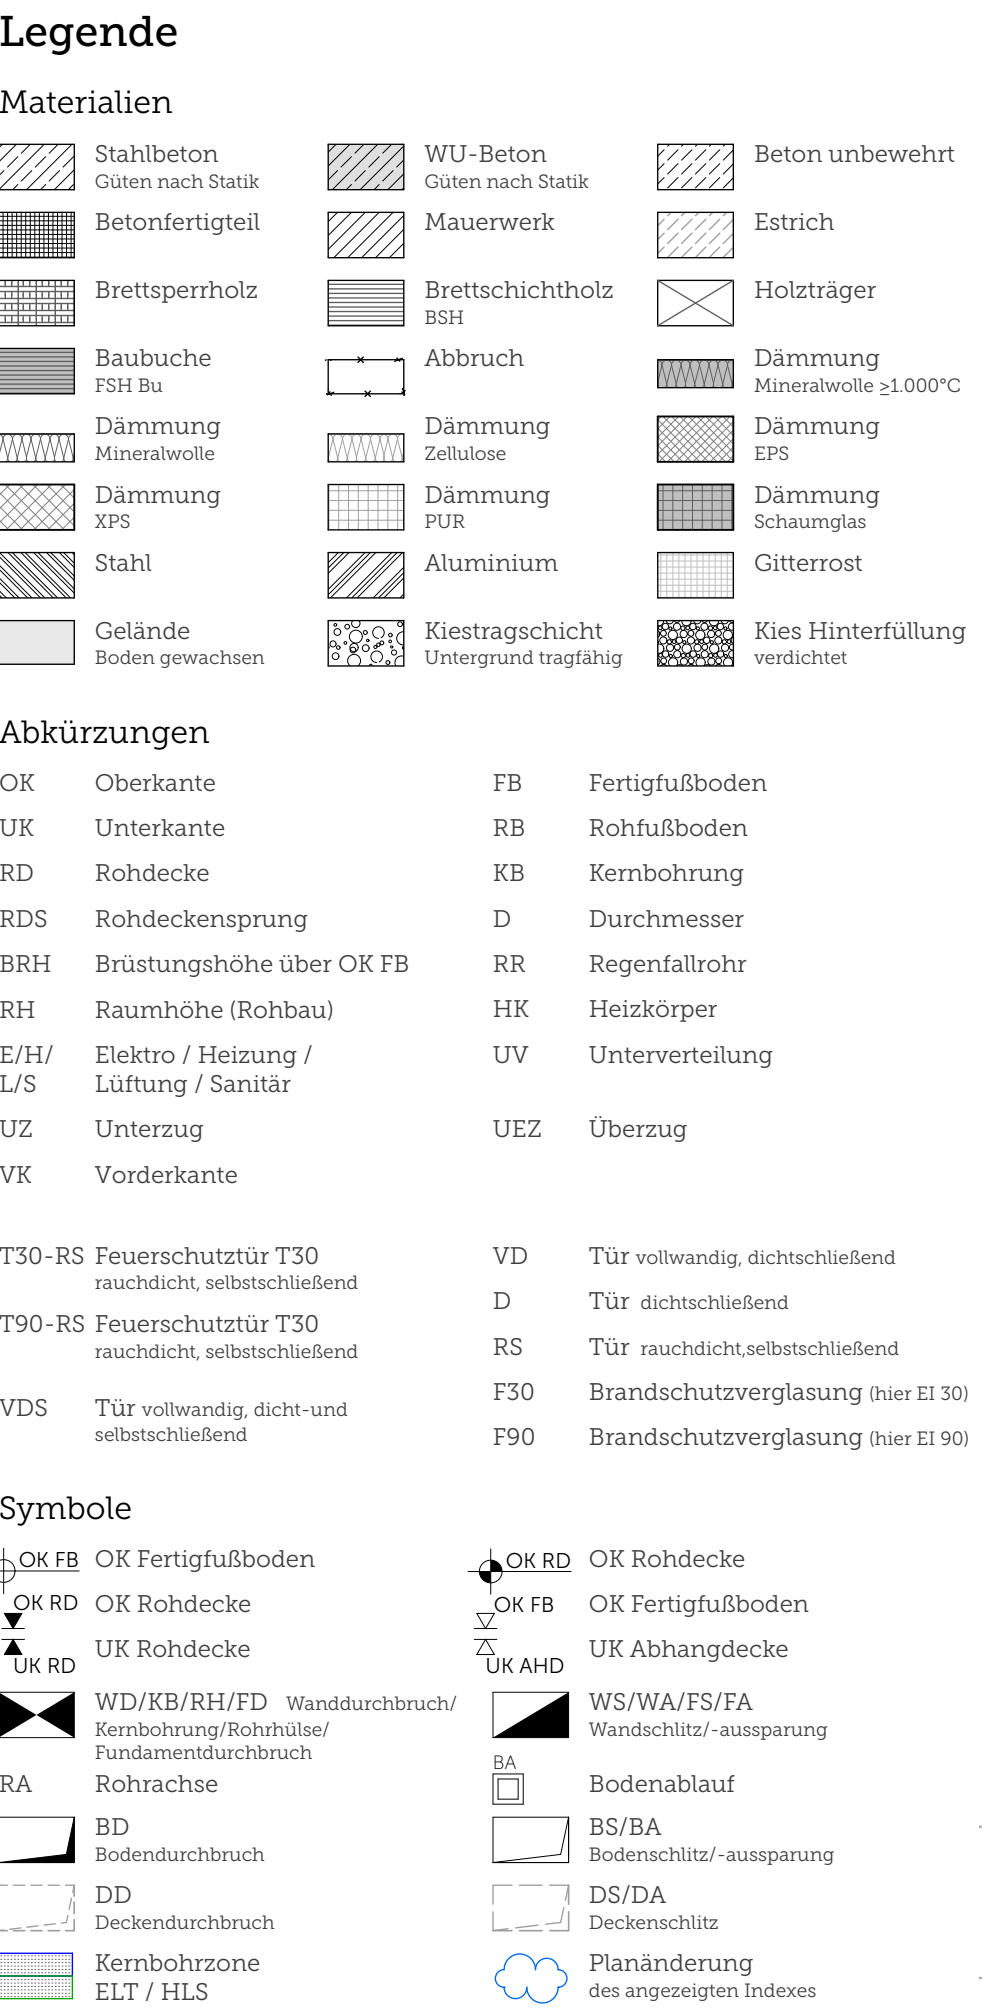 Legende
Materialien
Stahlbeton
Güten nach Statik
WU-Beton
Güten nach Statik
Beton unbewehrt
Betonfertigteil
Mauerwerk
Estrich
Brettsperrholz
Brettschichtholz
BSH
Holzträger
Baubuche
FSH Bu
Abbruch
Dämmung
Mineralwolle ≥1.000°C
Dämmung
Mineralwolle
Dämmung
Zellulose
Dämmung
EPS
Dämmung
XPS
Dämmung
PUR
Dämmung
Schaumglas
Stahl
Aluminium
Gitterrost
Gelände
Boden gewachsen
Kiestragschicht
Untergrund tragfähig
Kies Hinterfüllung
verdichtet
Abkürzungen
OK Oberkante
FB Fertigfußboden
UK Unterkante
RB Rohfußboden
RD Rohdecke
KB Kernbohrung
RDS Rohdeckensprung
D Durchmesser
BRH Brüstungshöhe über OK FB
RR Regenfallrohr
RH Raumhöhe (Rohbau)
HK Heizkörper
E/H/ Elektro / Heizung /
L/S Lüftung / Sanitär
UV Unterverteilung
UZ Unterzug
UEZ Überzug
VK Vorderkante
T30-RS Feuerschutztür T30
rauchdicht, selbstschließend
T90-RS Feuerschutztür T30
rauchdicht, selbstschließend
VDS Tür vollwandig, dicht-und
selbstschließend
VD Tür vollwandig, dichtschließend
D Tür dichtschließend
RS Tür rauchdicht,selbstschließend
F30 Brandschutzverglasung (hier EI 30)
F90 Brandschutzverglasung (hier EI 90)
Symbole
OK FB OK Fertigfußboden
OK RD OK Rohdecke
OK RD OK Rohdecke
OK FB OK Fertigfußboden
UK RD UK Rohdecke
UK AHD UK Abhangdecke
WD/KB/RH/FD Wanddurchbruch/
Kernbohrung/Rohrhülse/
Fundamentdurchbruch
WS/WA/FS/FA
Wandschlitz/-aussparung
RA Rohrachse
BA
Bodenablauf
BD
Bodendurchbruch
BS/BA
Bodenschlitz/-aussparung
DD
Deckendurchbruch
DS/DA
Deckenschlitz
Kernbohrzone
ELT / HLS
Planänderung
des angezeigten Indexes